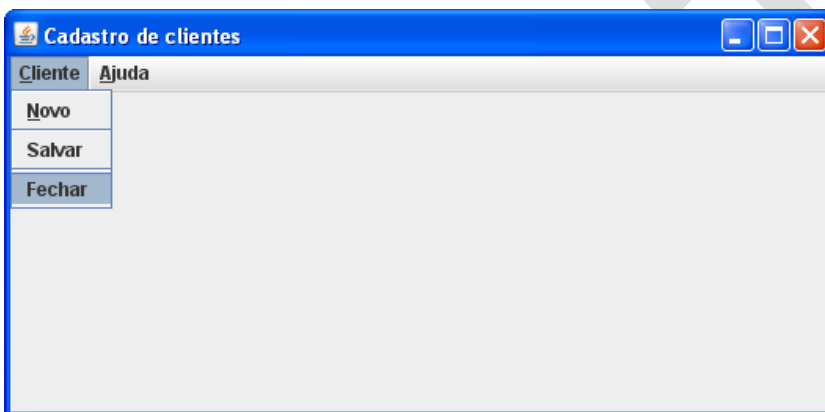 Cadastro de clientes
Cliente Ajuda
Novo
Salvar
Fechar